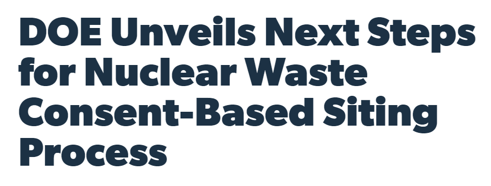 DOE Unveils Next Steps
for Nuclear Waste
Consent-Based Siting
Process